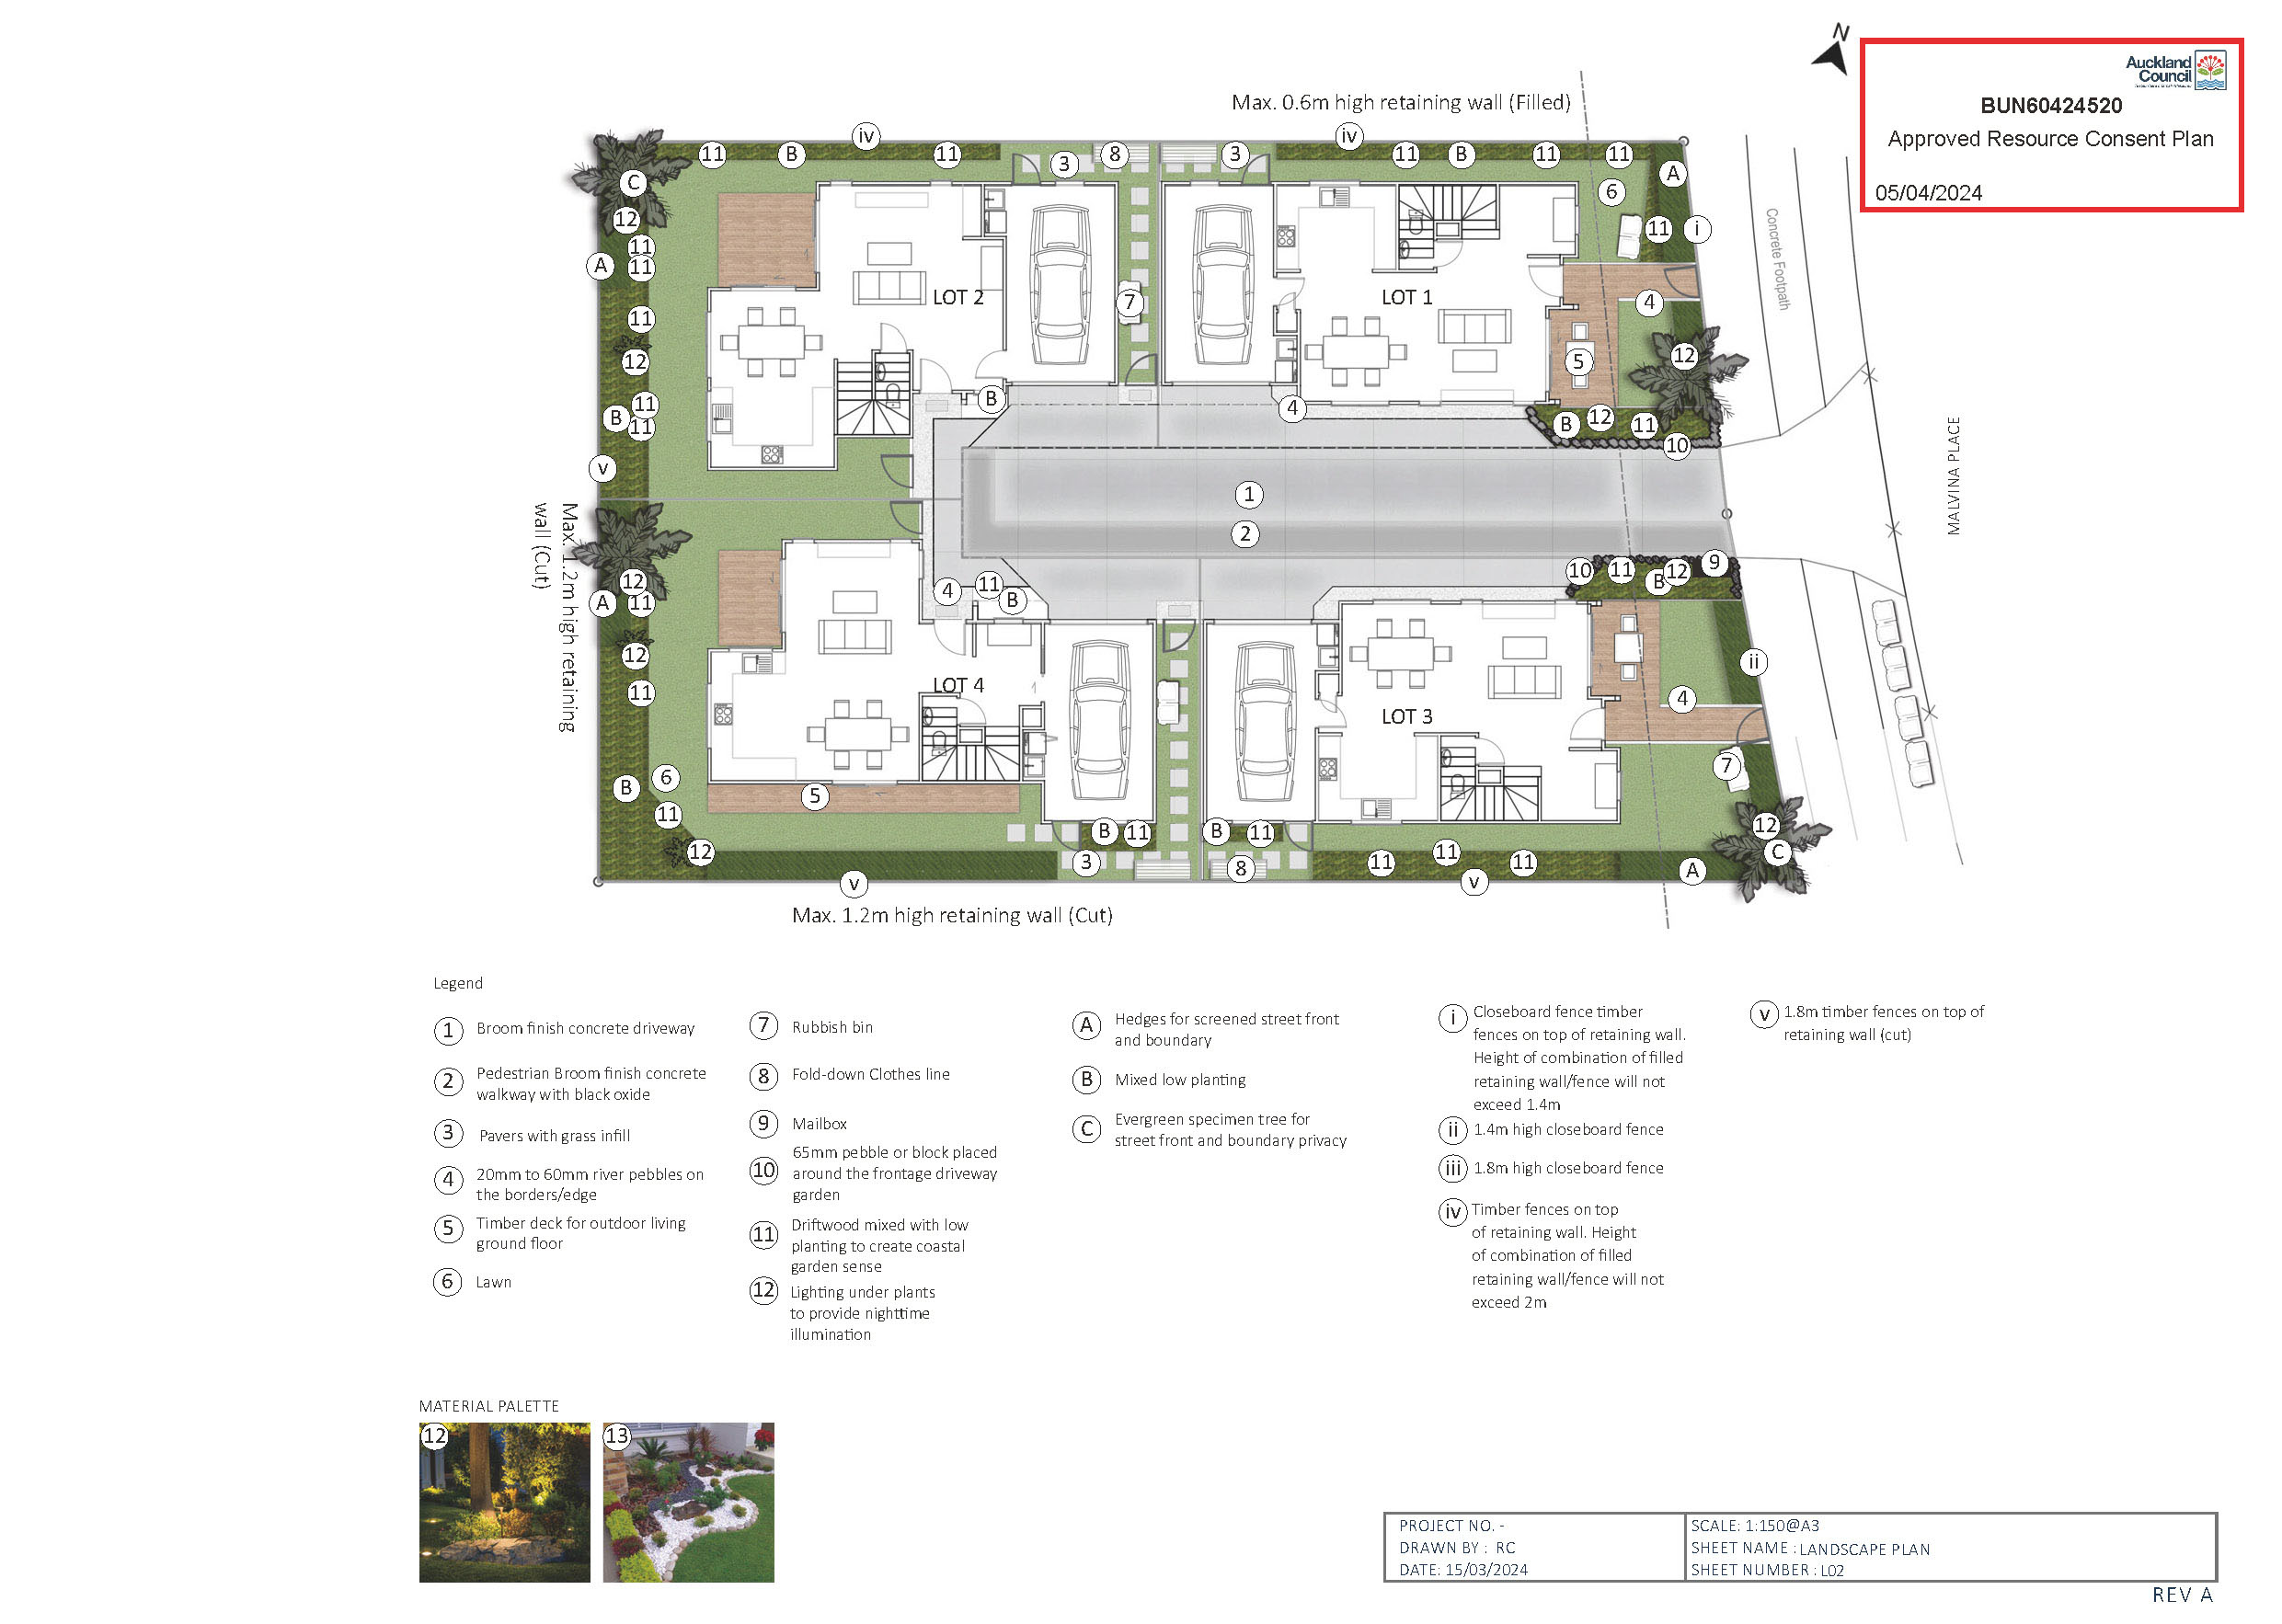 N
Auckland
Council
BUN60424520
Approved Resource Consent Plan
05/04/2024
Max. 0.6m high retaining wall (Filled)
iv
iv
11
B
11
3
8
3
11
B
11
11
A
C
6
12
11
i
11
A
11
Concrete Footpath
LOT 2
7
LOT 1
4
11
12
5
12
B
11
11
B
4
B
12
11
10
v
MALVINA PLACE
1
2
Max. 1.2m high retaining
wall (Cut)
12
A
11
4
11
B
10
11
B
12
9
12
11
LOT 4
LOT 3
ii
4
B
6
11
5
7
12
B
11
3
B
11
8
11
11
11
12
C
A
v
v
Max. 1.2m high retaining wall (Cut)
Legend
1 Broom finish concrete driveway
2 Pedestrian Broom finish concrete
walkway with black oxide
3 Pavers with grass infill
4 20mm to 60mm river pebbles on
the borders/edge
5 Timber deck for outdoor living
ground floor
6 Lawn
7 Rubbish bin
8 Fold-down Clothes line
9 Mailbox
10 65mm pebble or block placed
around the frontage driveway
garden
11 Driftwood mixed with low
planting to create coastal
garden sense
12 Lighting under plants
to provide nighttime
illumination
A Hedges for screened street front
and boundary
B Mixed low planting
C Evergreen specimen tree for
street front and boundary privacy
i Closeboard fence timber
fences on top of retaining wall.
Height of combination of filled
retaining wall/fence will not
exceed 1.4m
ii 1.4m high closeboard fence
iii 1.8m high closeboard fence
iv Timber fences on top
of retaining wall. Height
of combination of filled
retaining wall/fence will not
exceed 2m
v 1.8m timber fences on top of
retaining wall (cut)
MATERIAL PALETTE
12
13
PROJECT NO. -
DRAWN BY : RC
DATE: 15/03/2024
SCALE: 1:150@A3
SHEET NAME : LANDSCAPE PLAN
SHEET NUMBER : L02
REV A